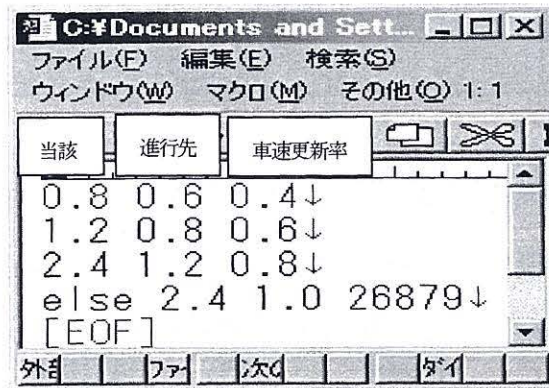 C:¥Documents and Sett...
ファイル(F) 編集(E) 検索(S)
ウィンドウ(W) マクロ(M) その他(O) 1: 1
当該 進行先 車速更新率
0.8 0.6 0.4↓
1.2 0.8 0.6↓
2.4 1.2 0.8↓
else 2.4 1.0 26879↓
[EOF]
ファイ 次の ダイ